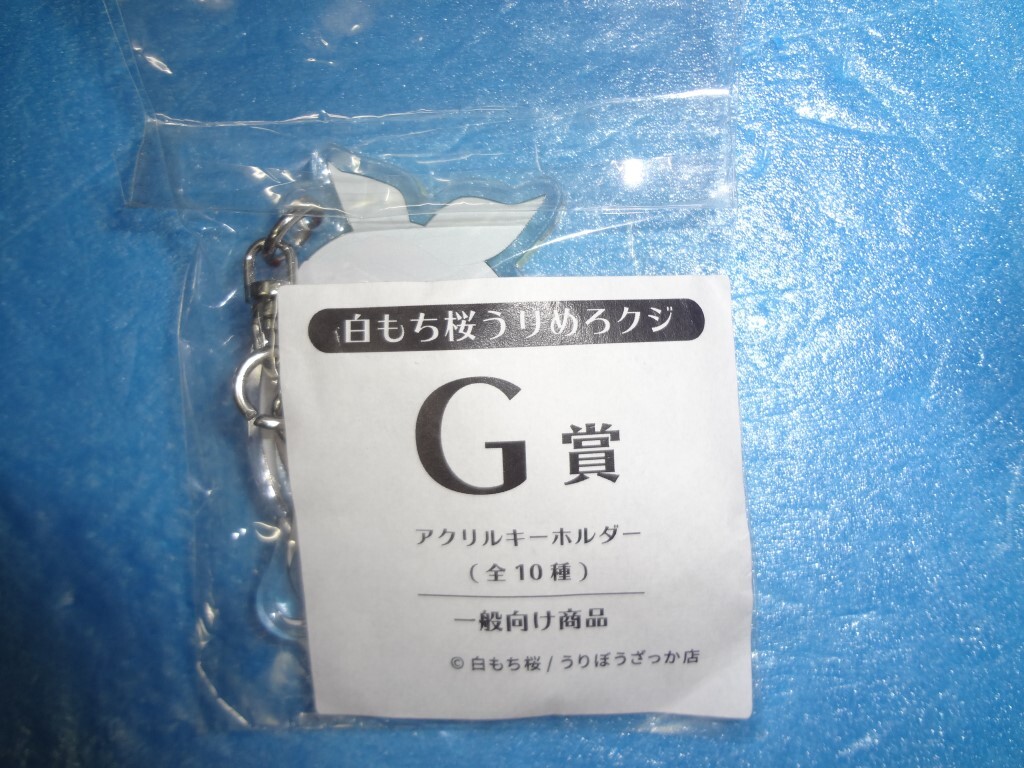 白もち桜うりめろクジ
G 賞
アクリルキーホルダー
(全10種)
一般向け商品
© 白もち桜 / うりぼうざっか店